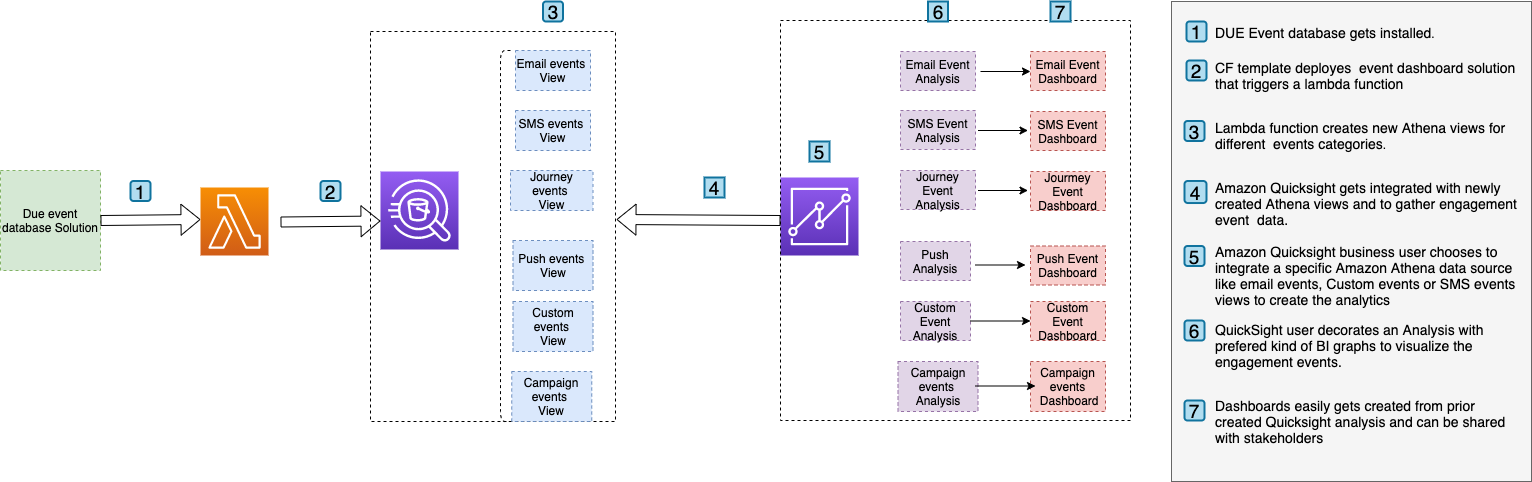 Due event
database Solution
1
2
3
Email events
View
SMS events
View
Journey
events
View
Push events
View
Custom
events
View
Campaign
events
View
4
5
6
7
Email Event
Analysis
Email Event
Dashboard
SMS Event
Analysis
SMS Event
Dashboard
Journey
Event
Analysis
Journey
Event
Dashboard
Push
Analysis
Push Event
Dashboard
Custom
Event
Analysis
Custom
Event
Dashboard
Campaign
events
Analysis
Campaign
events
Dashboard
1
DUE Event database gets installed.
2
CF template deployes event dashboard solution
that triggers a lambda function
3
Lambda function creates new Athena views for
different events categories.
4
Amazon Quicksight gets integrated with newly
created Athena views and to gather engagement
event data.
5
Amazon Quicksight business user chooses to
integrate a specific Amazon Athena data source
like email events, Custom events or SMS events
views to create the analytics
6
QuickSight user decorates an Analysis with
prefered kind of BI graphs to visualize the
engagement events.
7
Dashboards easily gets created from prior
created Quicksight analysis and can be shared
with stakeholders